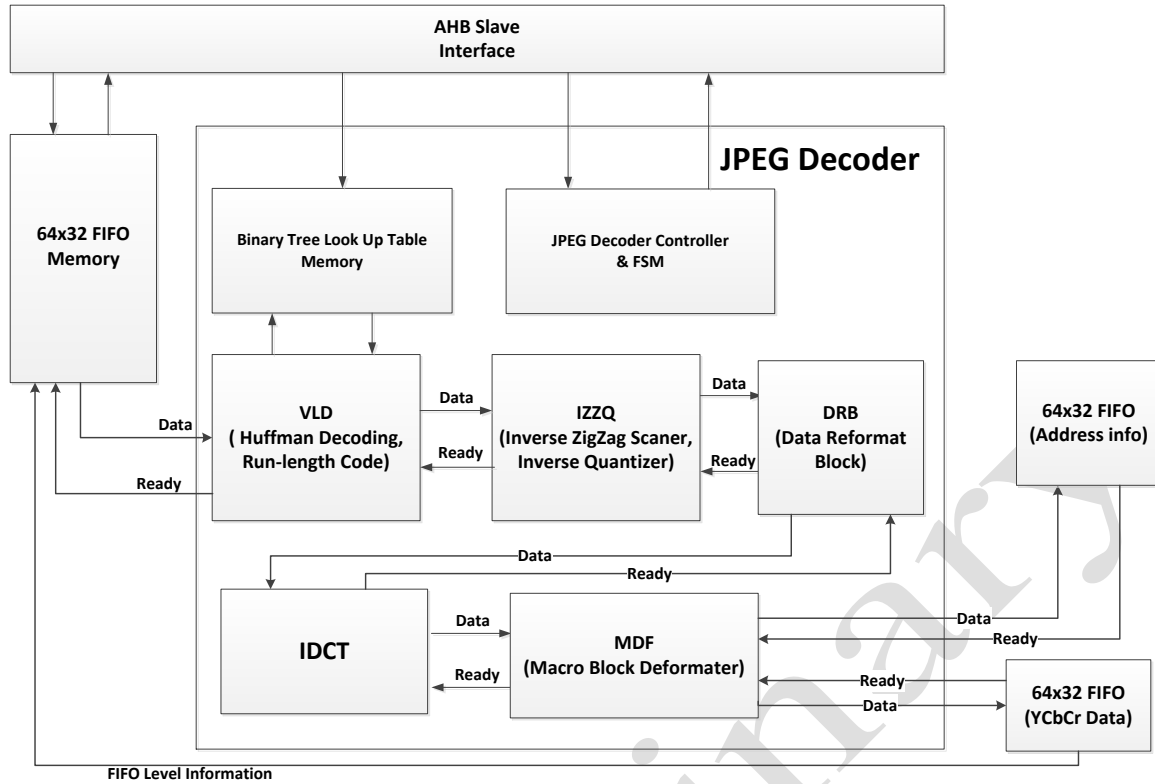 AHB Slave
Interface
JPEG Decoder
64x32 FIFO
Memory
Binary Tree Look Up Table
Memory
JPEG Decoder Controller
& FSM
Data
Ready
VLD
( Huffman Decoding,
Run-length Code)
Data
Ready
IZZQ
(Inverse ZigZag Scaner,
Inverse Quantizer)
Data
Ready
DRB
(Data Reformat
Block)
64x32 FIFO
(Address info)
Data
Ready
IDCT
Data
Ready
MDF
(Macro Block Deformater)
Data
Ready
Ready
Data
64x32 FIFO
(YCbCr Data)
FIFO Level Information